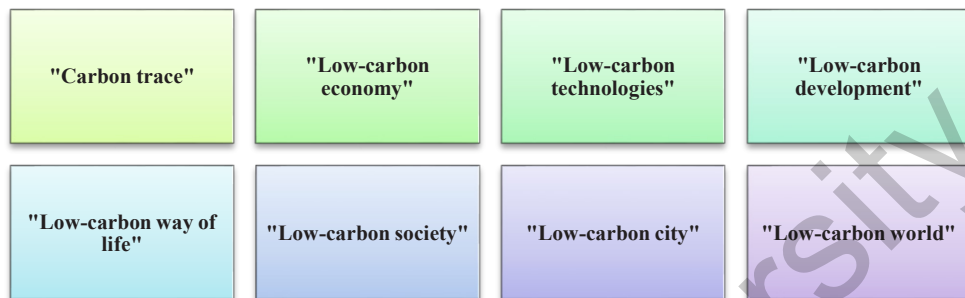 "Carbon trace"
"Low-carbon
economy"
"Low-carbon
technologies"
"Low-carbon
development"
"Low-carbon way of
life"
"Low-carbon society"
"Low-carbon city"
"Low-carbon world"
rsity